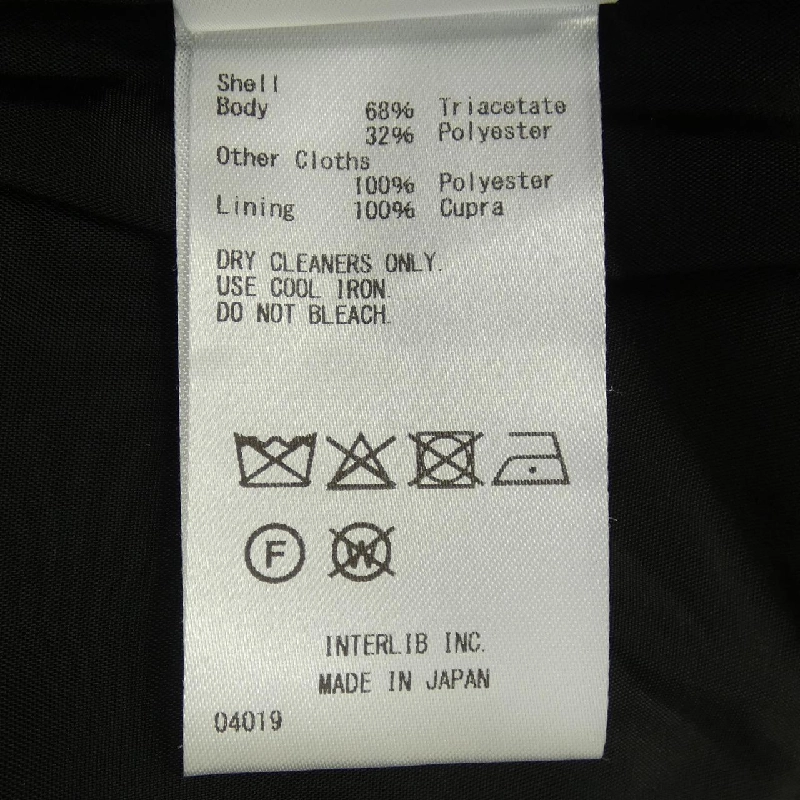 Shell
Body 68% Triacetate
32% Polyester
Other Cloths
100% Polyester
Lining 100% Cupra
DRY CLEANERS ONLY.
USE COOL IRON.
DO NOT BLEACH.
F W
INTERLIB INC.
MADE IN JAPAN
04019